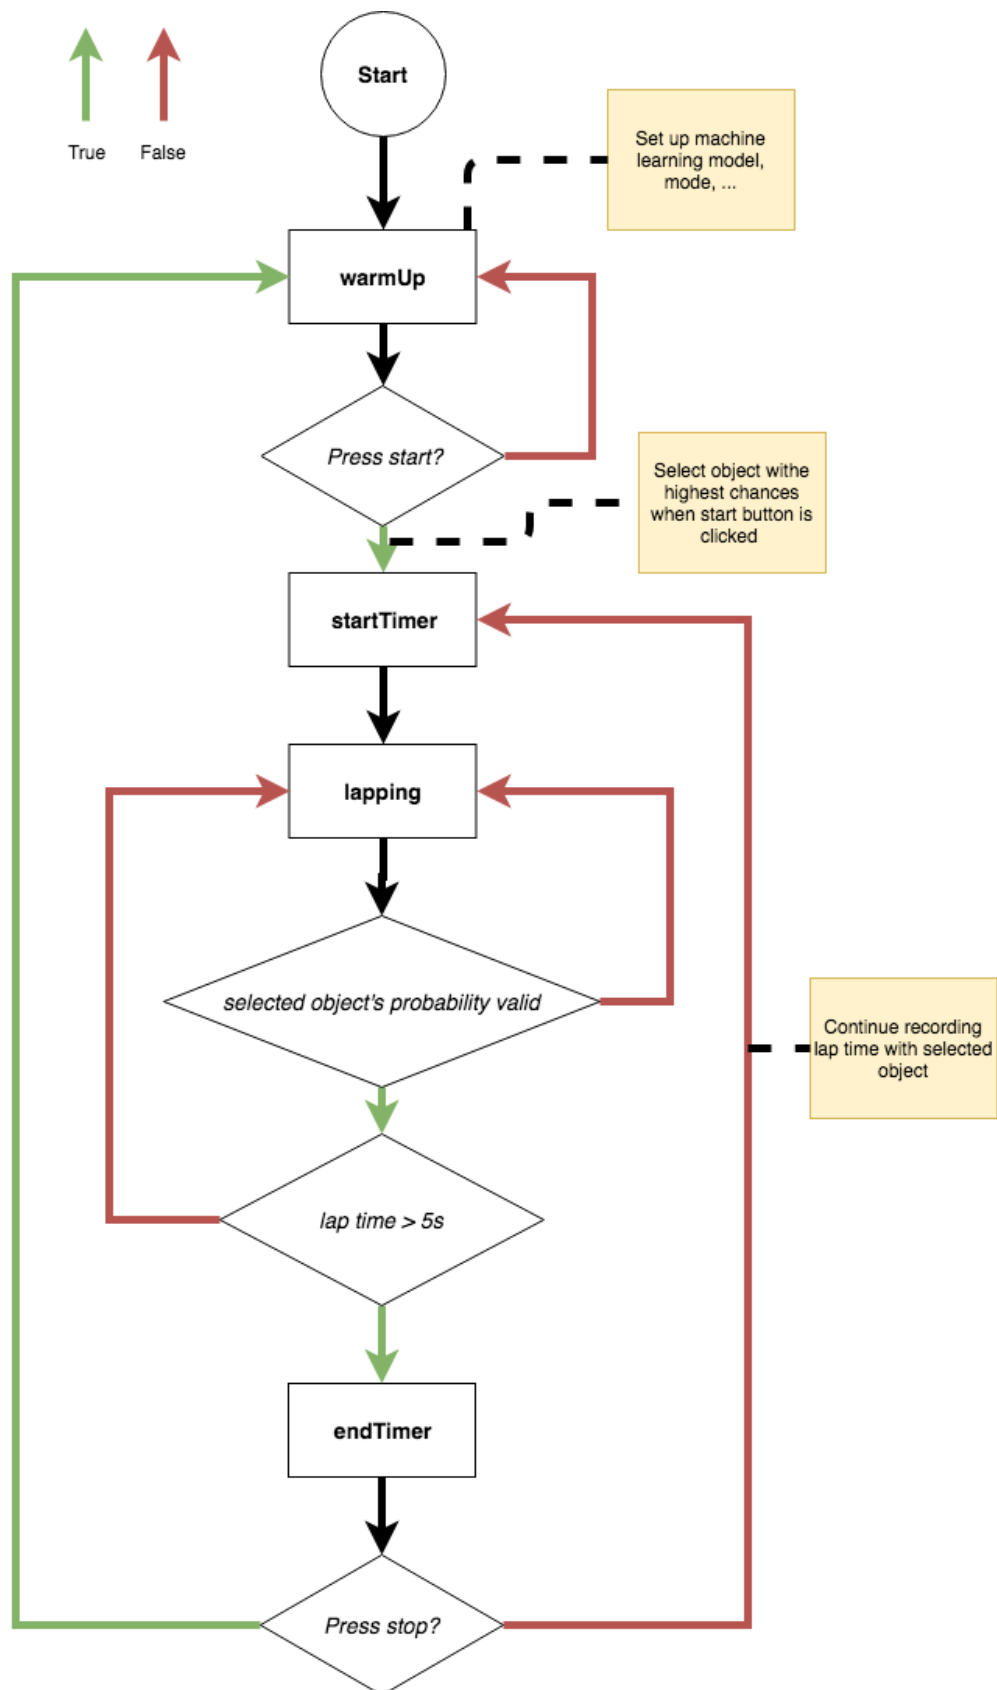 Start
True
False
Set up machine
learning model,
mode, ...
warmUp
Press start?
Select object withe
highest chances
when start button is
clicked
startTimer
lapping
selected object's probability valid
Continue recording
lap time with selected
object
lap time > 5s
endTimer
Press stop?